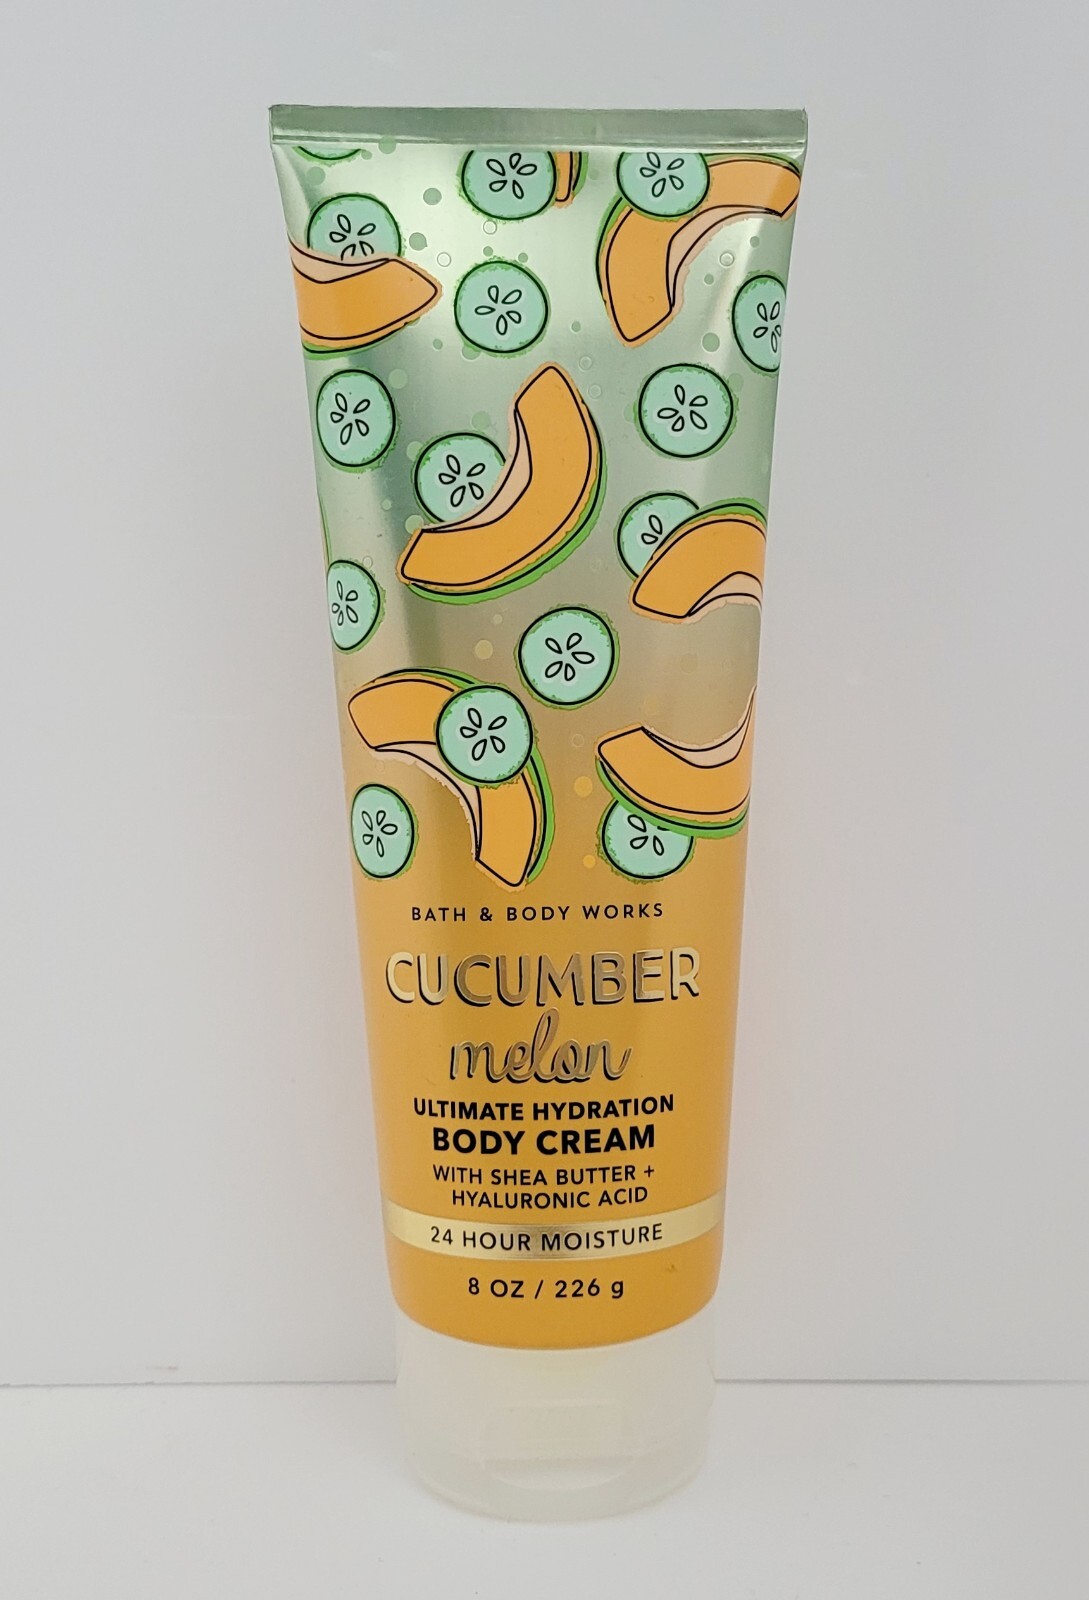 BATH & BODY WORKS
CUCUMBER
melon
ULTIMATE HYDRATION
BODY CREAM
WITH SHEA BUTTER +
HYALURONIC ACID
24 HOUR MOISTURE
8 OZ / 226 g